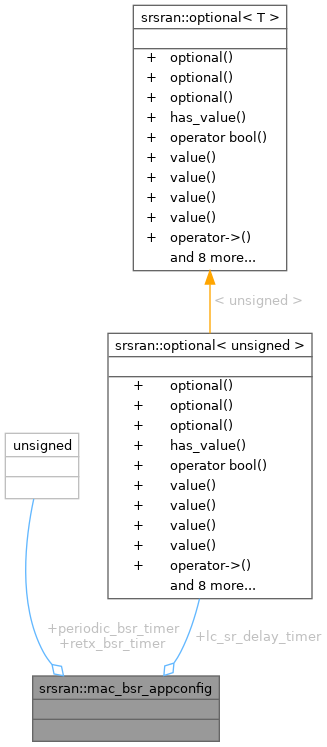 srsran::optional< T >
+ optional()
+ optional()
+ optional()
+ has_value()
+ operator bool()
+ value()
+ value()
+ value()
+ value()
+ operator->()
and 8 more...
< unsigned >
srsran::optional< unsigned >
+ optional()
+ optional()
+ optional()
+ has_value()
+ operator bool()
+ value()
+ value()
+ value()
+ value()
+ operator->()
and 8 more...
unsigned
+periodic_bsr_timer
+retx_bsr_timer
+lc_sr_delay_timer
srsran::mac_bsr_appconfig